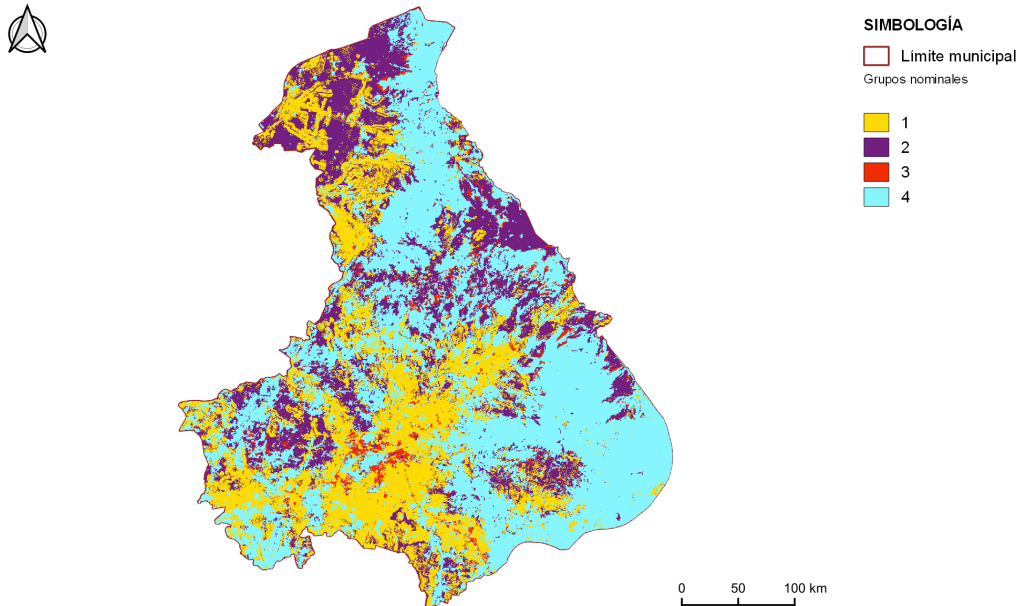 SIMBOLOGÍA
Límite municipal
Grupos nominales
1
2
3
4
0 50 100 km